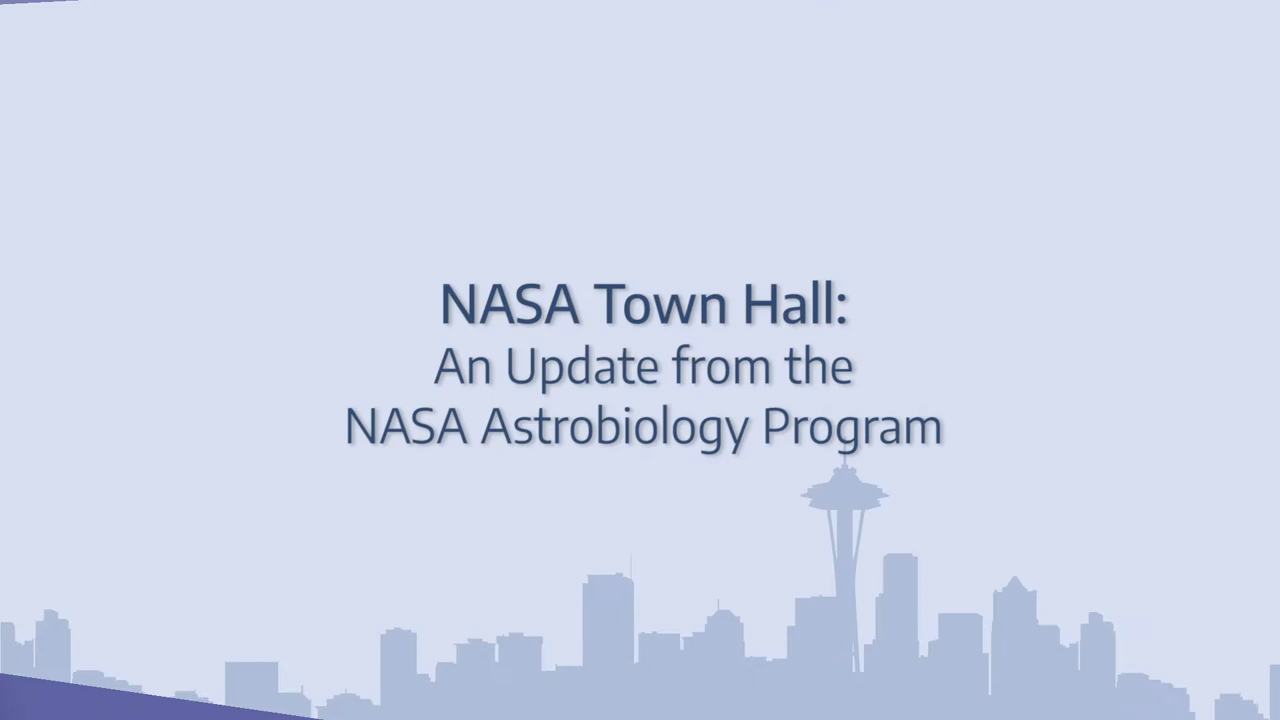 NASA Town Hall:
An Update from the
NASA Astrobiology Program